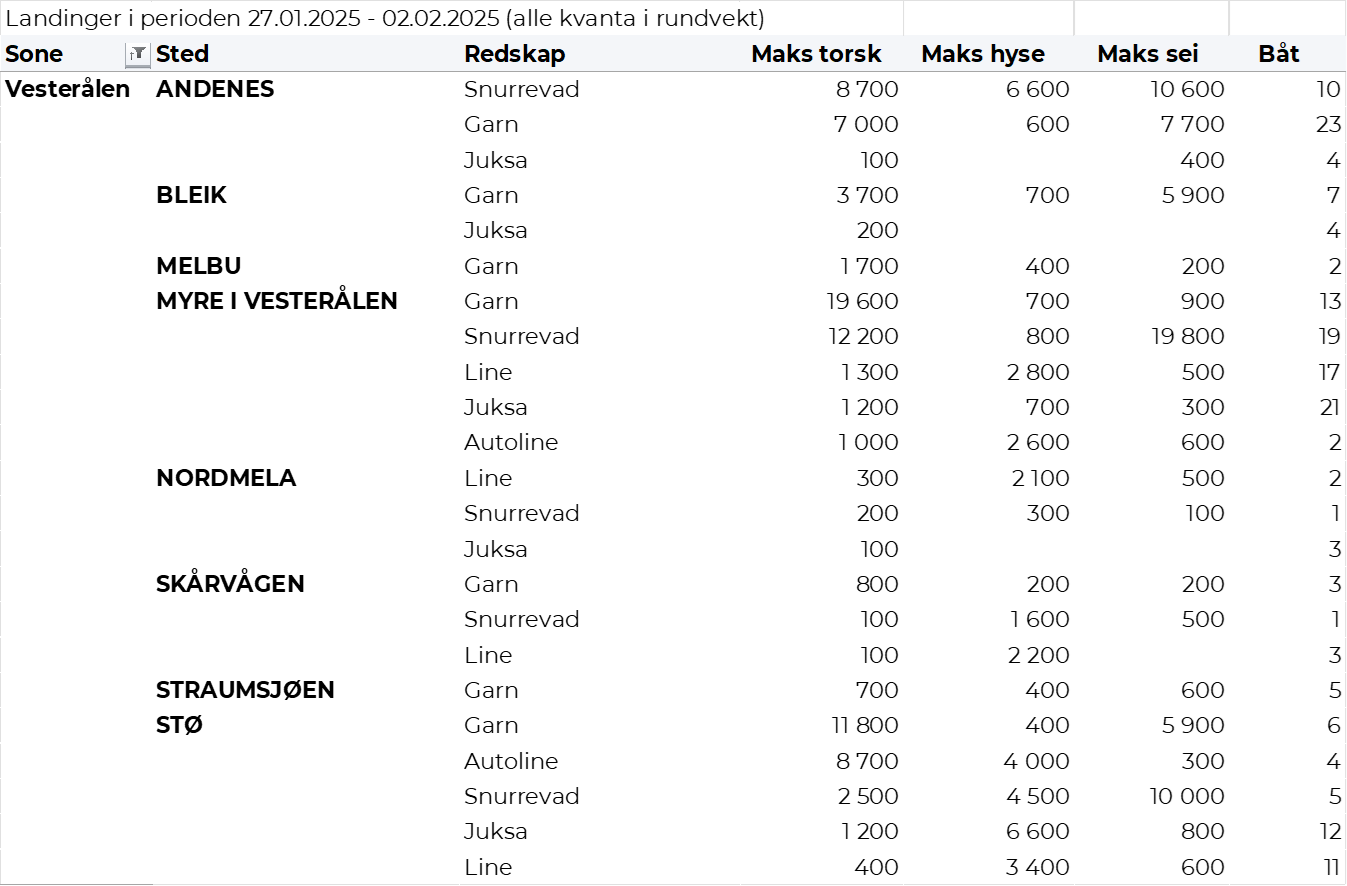 Landinger i perioden 27.01.2025 - 02.02.2025 (alle kvanta i rundvekt)
Sone Sted Redskap Maks torsk Maks hyse Maks sei Båt
Vesterålen ANDENES Snurrevad 8 700 6 600 10 600 10
Garn 7 000 600 7 700 23
Juksa 100 400 4
BLEIK Garn 3 700 700 5 900 7
Juksa 200 4
MELBU Garn 1 700 400 200 2
MYRE I VESTERÅLEN Garn 19 600 700 900 13
Snurrevad 12 200 800 19 800 19
Line 1 300 2 800 500 17
Juksa 1 200 700 300 21
Autoline 1 000 2 600 600 2
NORDMELA Line 300 2 100 500 2
Snurrevad 200 300 100 1
Juksa 100 3
SKÅRVÅGEN Garn 800 200 200 3
Snurrevad 100 1 600 500 1
Line 100 2 200 3
STRAUMSJØEN Garn 700 400 600 5
STØ Garn 11 800 400 5 900 6
Autoline 8 700 4 000 300 4
Snurrevad 2 500 4 500 10 000 5
Juksa 1 200 6 600 800 12
Line 400 3 400 600 11